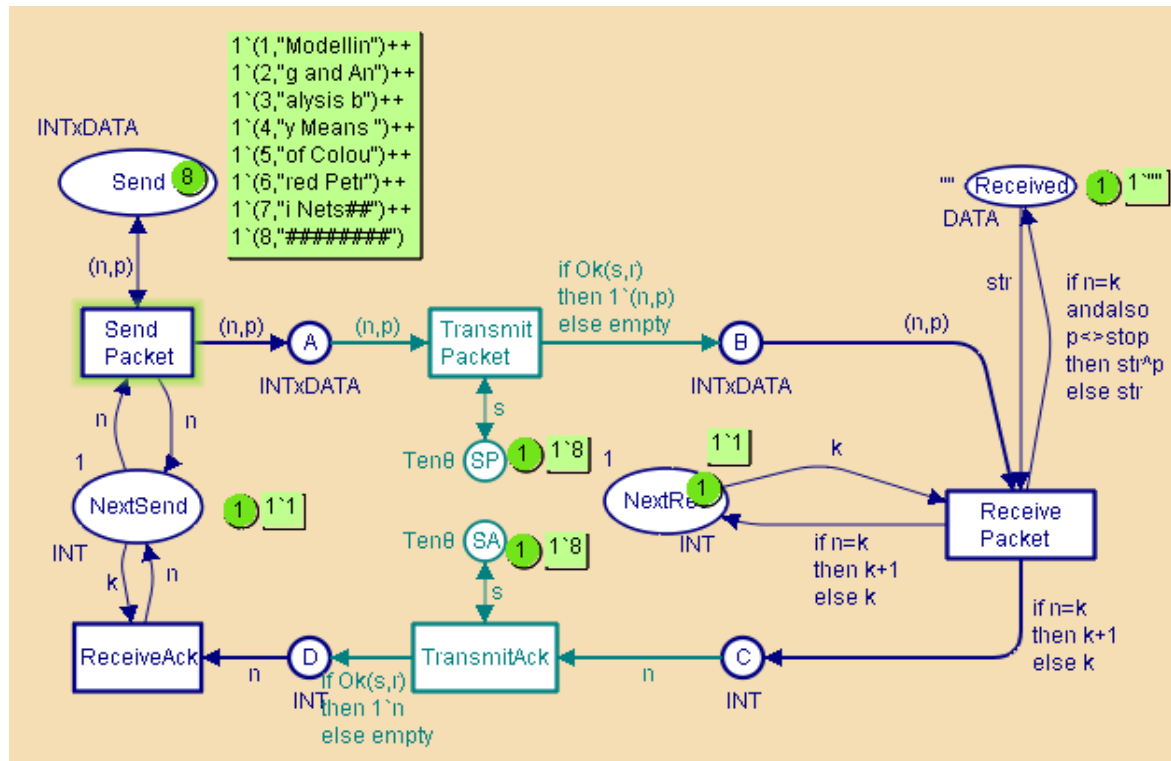 1`(1,"Modellin")++
1`(2,"g and An")++
1`(3,"alysis b")++
1`(4,"y Means ")++
1`(5,"of Colou")++
1`(6,"red Petr")++
1`(7,"i Nets##")++
1`(8,"########")
INTxDATA
Send
8
(n,p)
Send
Packet
(n,p)
A
INTxDATA
(n,p)
Transmit
Packet
if Ok(s,r)
then 1`(n,p)
else empty
B
INTxDATA
(n,p)
""
Received
1
1`""
DATA
str
if n=k
andalso
p<>stop
then str^p
else str
n
n
1
NextSend
1
1`1
INT
s
Ten0
SP
1
1`8
Ten0
SA
1
1`8
s
1
1`1
NextRec
1
INT
k
if n=k
then k+1
else k
Receive
Packet
if n=k
then k+1
else k
k
n
ReceiveAck
n
D
INT
if Ok(s,r)
then 1`n
else empty
TransmitAck
n
C
INT